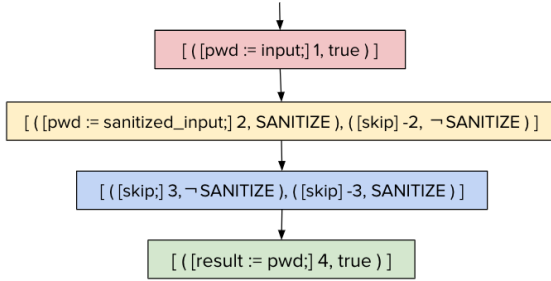 [ ( [pwd := input;] 1, true ) ]
[ ( [pwd := sanitized_input;] 2, SANITIZE ), ( [skip] -2, ¬ SANITIZE ) ]
[ ( [skip;] 3, ¬ SANITIZE ), ( [skip] -3, SANITIZE ) ]
[ ( [result := pwd;] 4, true ) ]